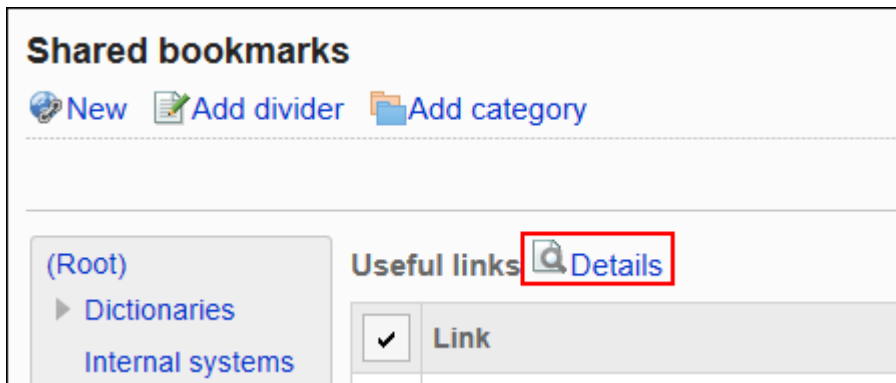 Shared bookmarks
New Add divider Add category
(Root)
Dictionaries
Internal systems
Useful links Details
Link